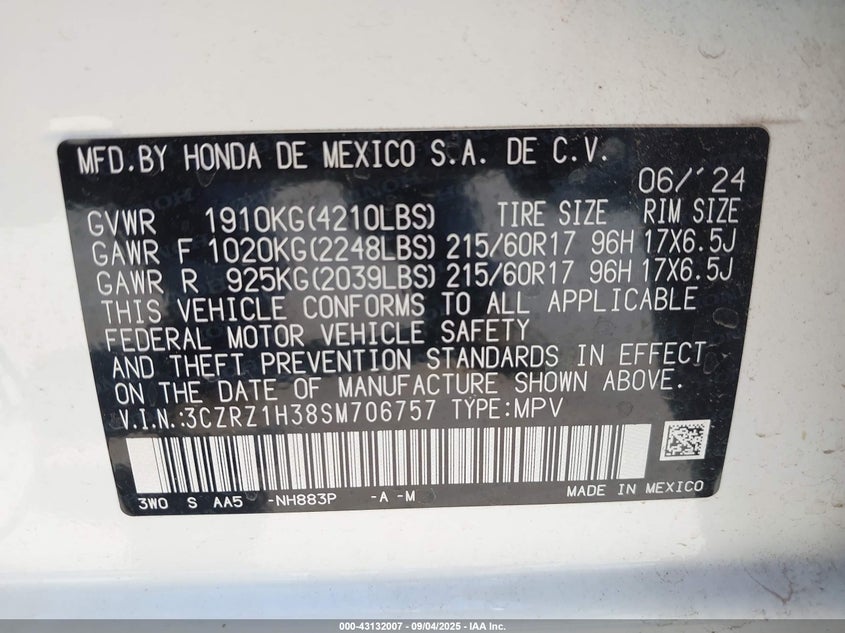 MFD.BY HONDA DE MEXICO S.A. DE C.V.
06/'24
GVWR 1910KG(4210LBS) TIRE SIZE RIM SIZE
GAWR F 1020KG(2248LBS) 215/60R17 96H 17X6.5J
GAWR R 925KG(2039LBS) 215/60R17 96H 17X6.5J
THIS VEHICLE CONFORMS TO ALL APPLICABLE
FEDERAL MOTOR VEHICLE SAFETY
AND THEFT PREVENTION STANDARDS IN EFFECT
ON THE DATE OF MANUFACTURE SHOWN ABOVE.
V.I.N.:3CZRZ1H38SM706757 TYPE:MPV
3W0 S AA5 -NH883P -A -M MADE IN MEXICO
000-43132007 - 09/04/2025 - IAA Inc.